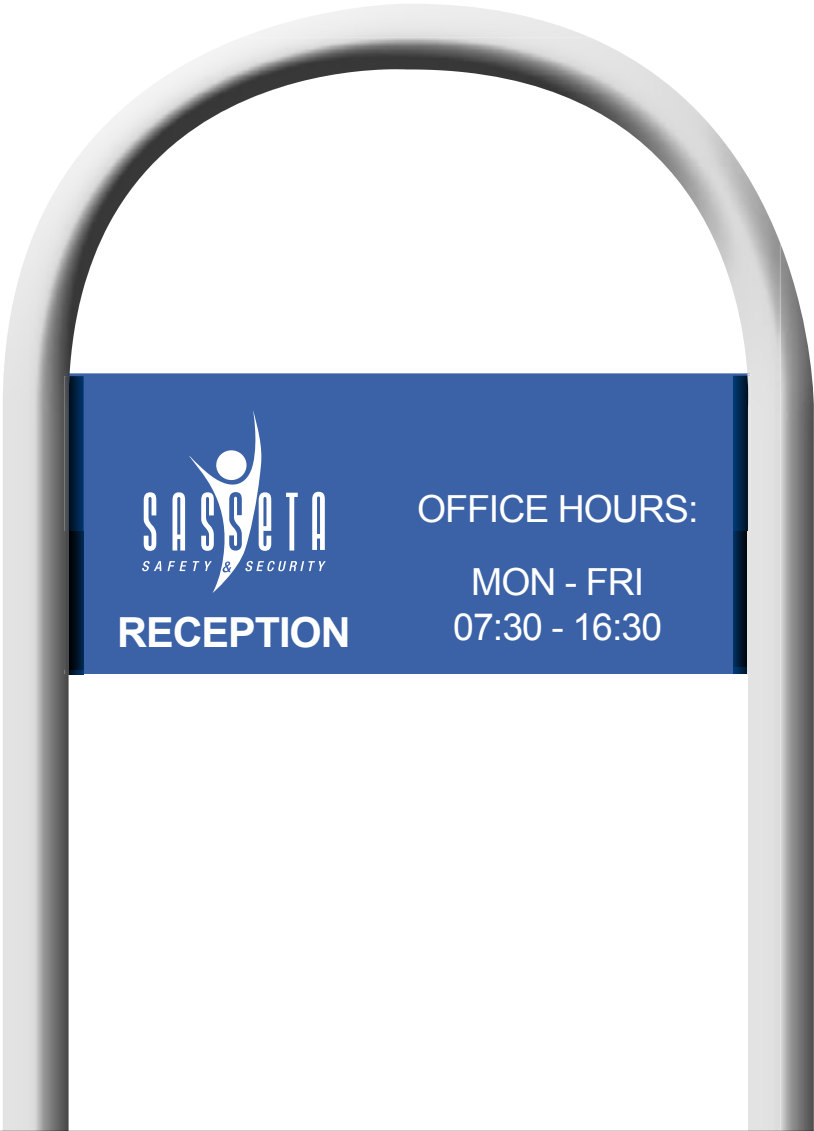 SASSETA
SAFETY & SECURITY
RECEPTION
OFFICE HOURS:
MON - FRI
07:30 - 16:30